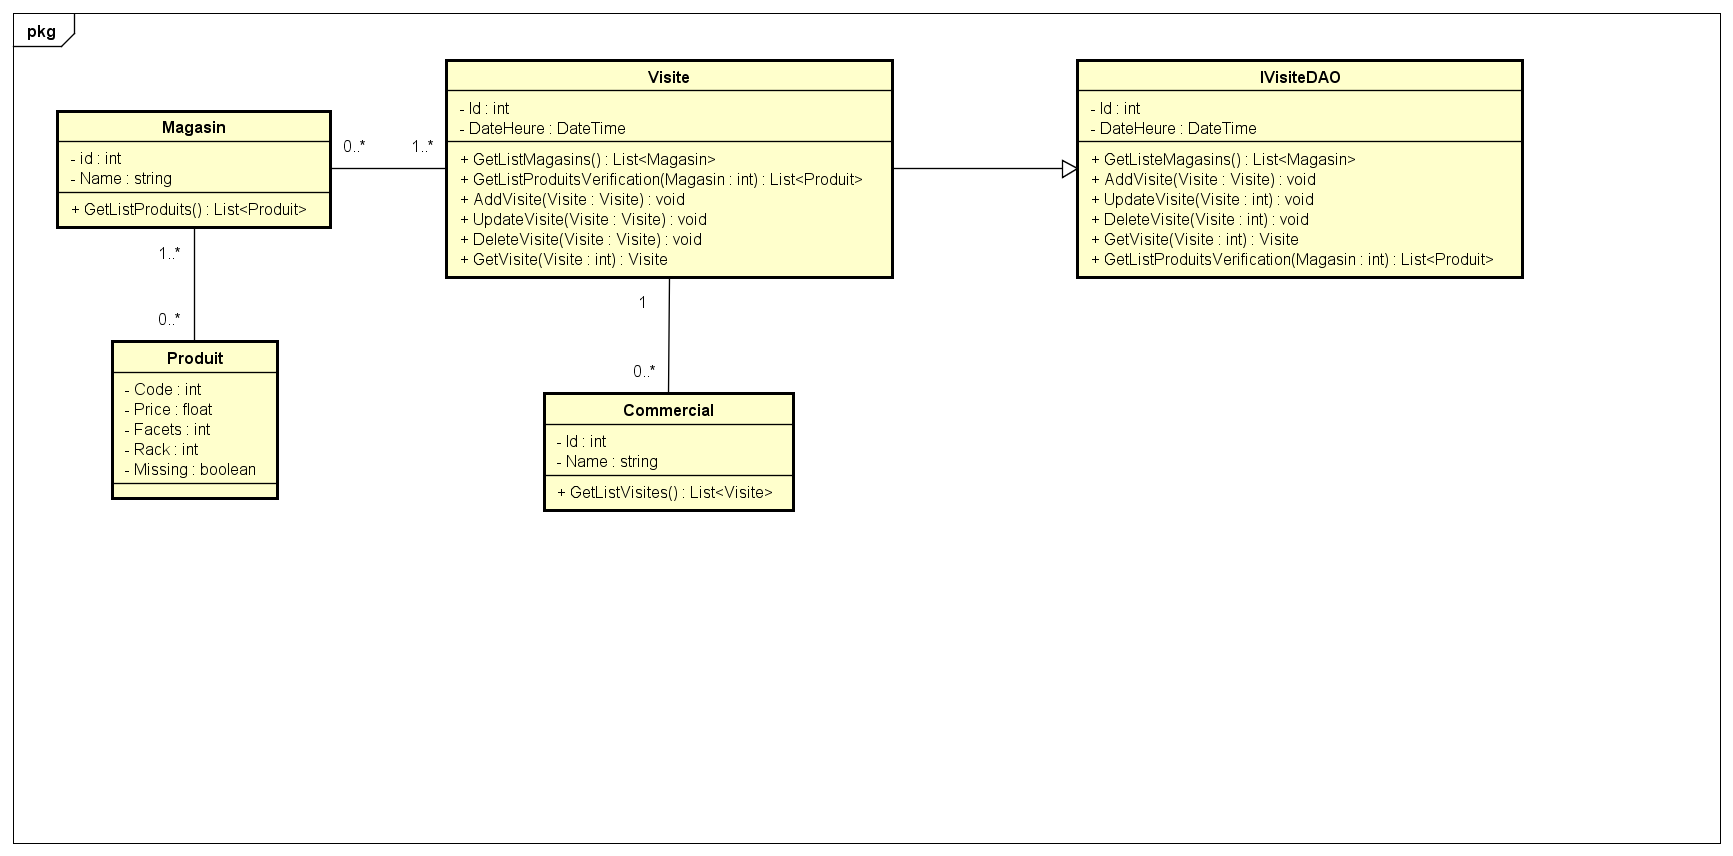 pkg
Magasin
- id : int
- Name : string
+ GetListProduits() : List<Produit>
0..*
1..*
Visite
- Id : int
- DateHeure : DateTime
+ GetListMagasins() : List<Magasin>
+ GetListProduitsVerification(Magasin : int) : List<Produit>
+ AddVisite(Visite : Visite) : void
+ UpdateVisite(Visite : Visite) : void
+ DeleteVisite(Visite : Visite) : void
+ GetVisite(Visite : int) : Visite
IVisiteDAO
- Id : int
- DateHeure : DateTime
+ GetListeMagasins() : List<Magasin>
+ AddVisite(Visite : Visite) : void
+ UpdateVisite(Visite : int) : void
+ DeleteVisite(Visite : int) : void
+ GetVisite(Visite : int) : Visite
+ GetListProduitsVerification(Magasin : int) : List<Produit>
1..*
0..*
Produit
- Code : int
- Price : float
- Facets : int
- Rack : int
- Missing : boolean
1
0..*
Commercial
- Id : int
- Name : string
+ GetListVisites() : List<Visite>